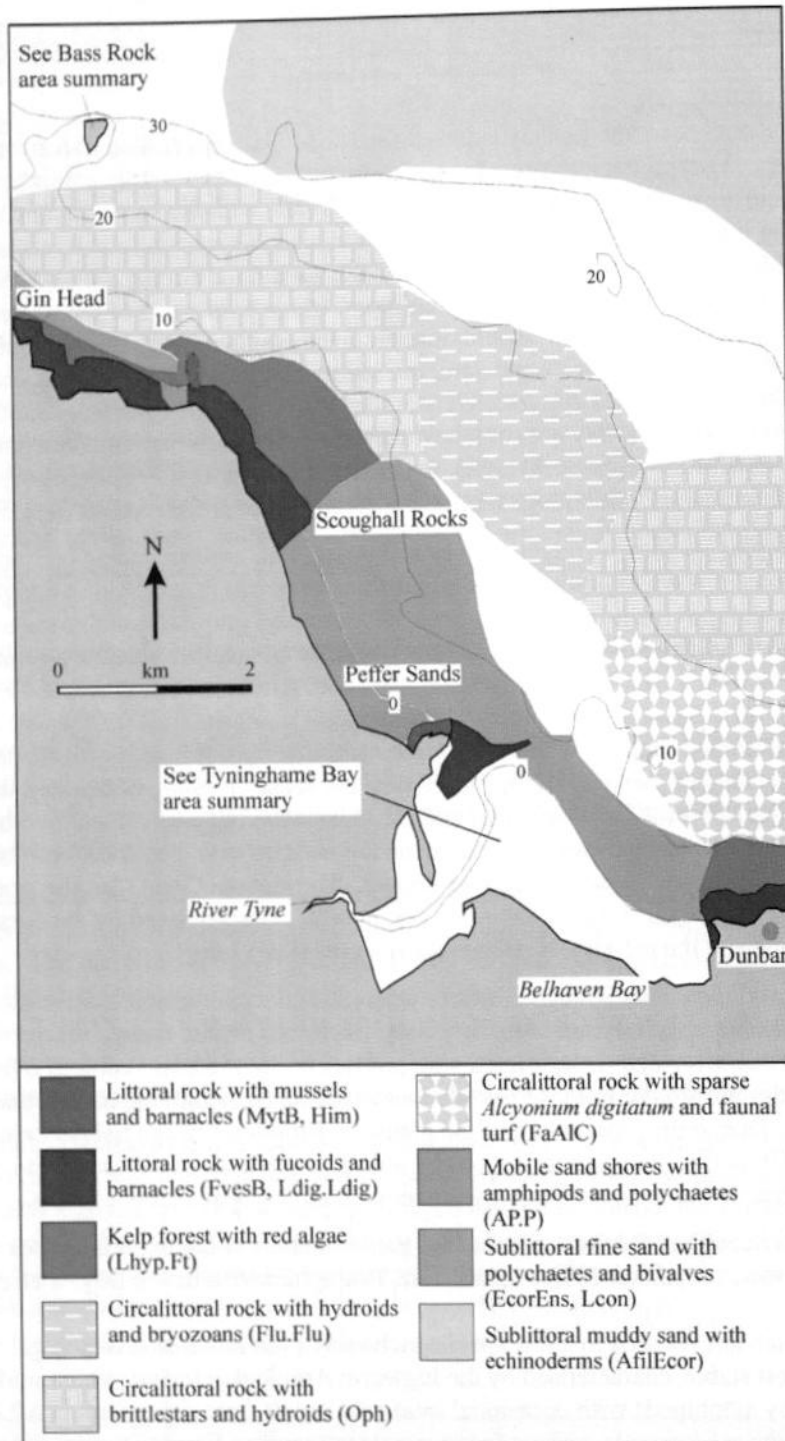 See Bass Rock
area summary
30
20
20
Gin Head
10
Scoughall Rocks
N
0 km 2
Peffer Sands
0
See Tyninghame Bay
area summary
0
10
River Tyne
Dunbar
Belhaven Bay
Littoral rock with mussels
and barnacles (MytB, Him)
Littoral rock with fucoids and
barnacles (FvesB, Ldig.Ldig)
Kelp forest with red algae
(Lhyp.Ft)
Circalittoral rock with hydroids
and bryozoans (Flu.Flu)
Circalittoral rock with
brittlestars and hydroids (Oph)
Circalittoral rock with sparse
Alcyonium digitatum and faunal
turf (FaAlC)
Mobile sand shores with
amphipods and polychaetes
(AP.P)
Sublittoral fine sand with
polychaetes and bivalves
(EcorEns, Lcon)
Sublittoral muddy sand with
echinoderms (AfilEcor)